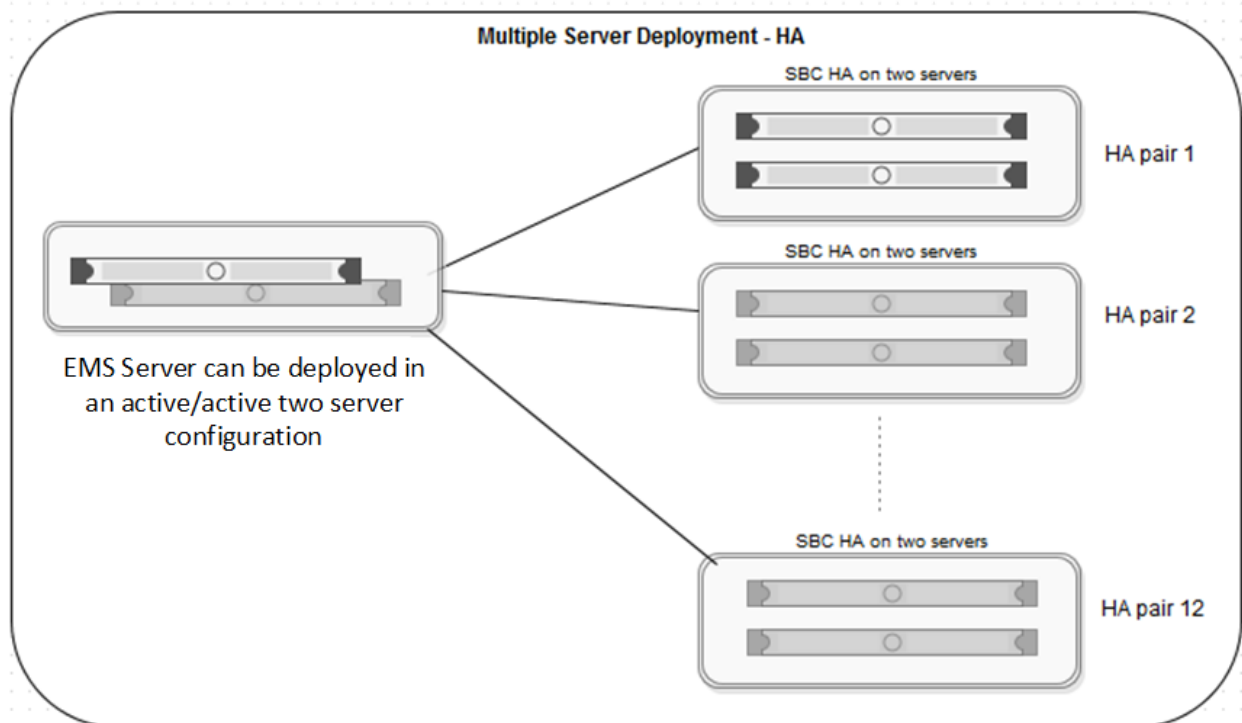 Multiple Server Deployment - HA
SBC HA on two servers
HA pair 1
SBC HA on two servers
HA pair 2
EMS Server can be deployed in
an active/active two server
configuration
SBC HA on two servers
HA pair 12